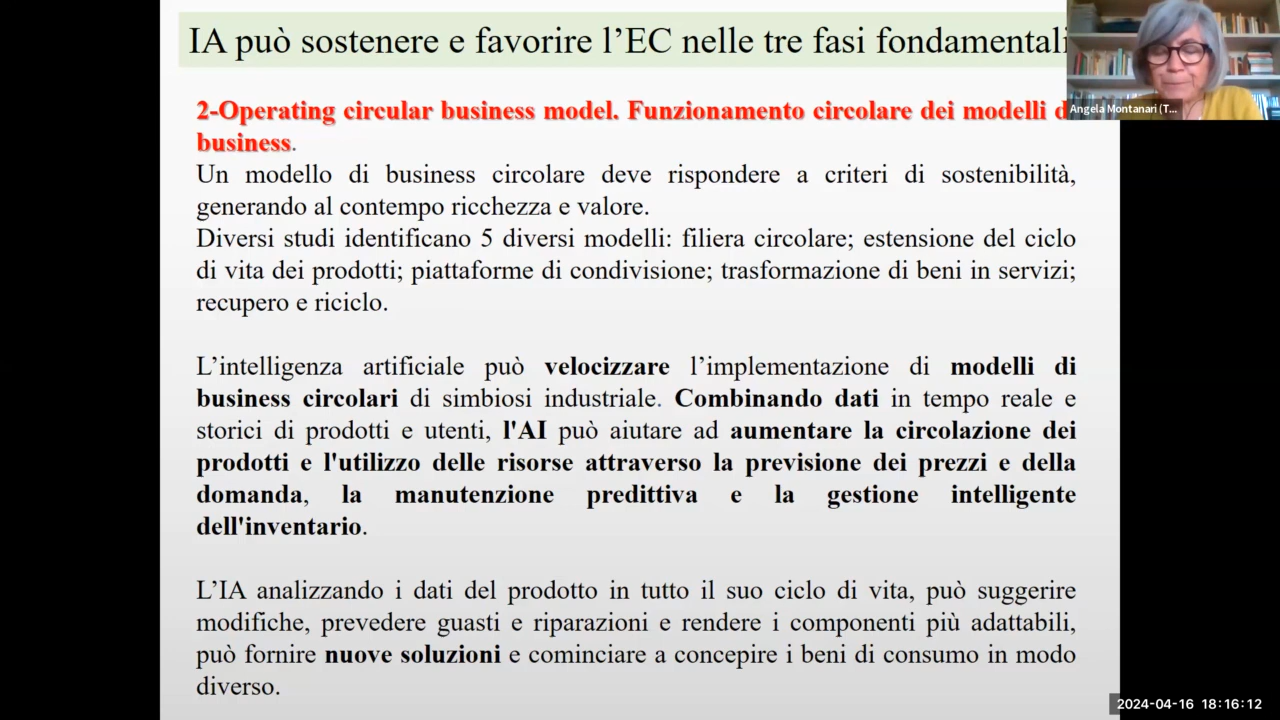 IA può sostenere e favorire l’EC nelle tre fasi fondamentali
Angela Montanari (T...
2-Operating circular business model. Funzionamento circolare dei modelli d
business.
Un modello di business circolare deve rispondere a criteri di sostenibilità,
generando al contempo ricchezza e valore.
Diversi studi identificano 5 diversi modelli: filiera circolare; estensione del ciclo
di vita dei prodotti; piattaforme di condivisione; trasformazione di beni in servizi;
recupero e riciclo.
L’intelligenza artificiale può velocizzare l’implementazione di modelli di
business circolari di simbiosi industriale. Combinando dati in tempo reale e
storici di prodotti e utenti, l'AI può aiutare ad aumentare la circolazione dei
prodotti e l'utilizzo delle risorse attraverso la previsione dei prezzi e della
domanda, la manutenzione predittiva e la gestione intelligente
dell'inventario.
L’IA analizzando i dati del prodotto in tutto il suo ciclo di vita, può suggerire
modifiche, prevedere guasti e riparazioni e rendere i componenti più adattabili,
può fornire nuove soluzioni e cominciare a concepire i beni di consumo in modo
diverso.
2024-04-16 18:16:12